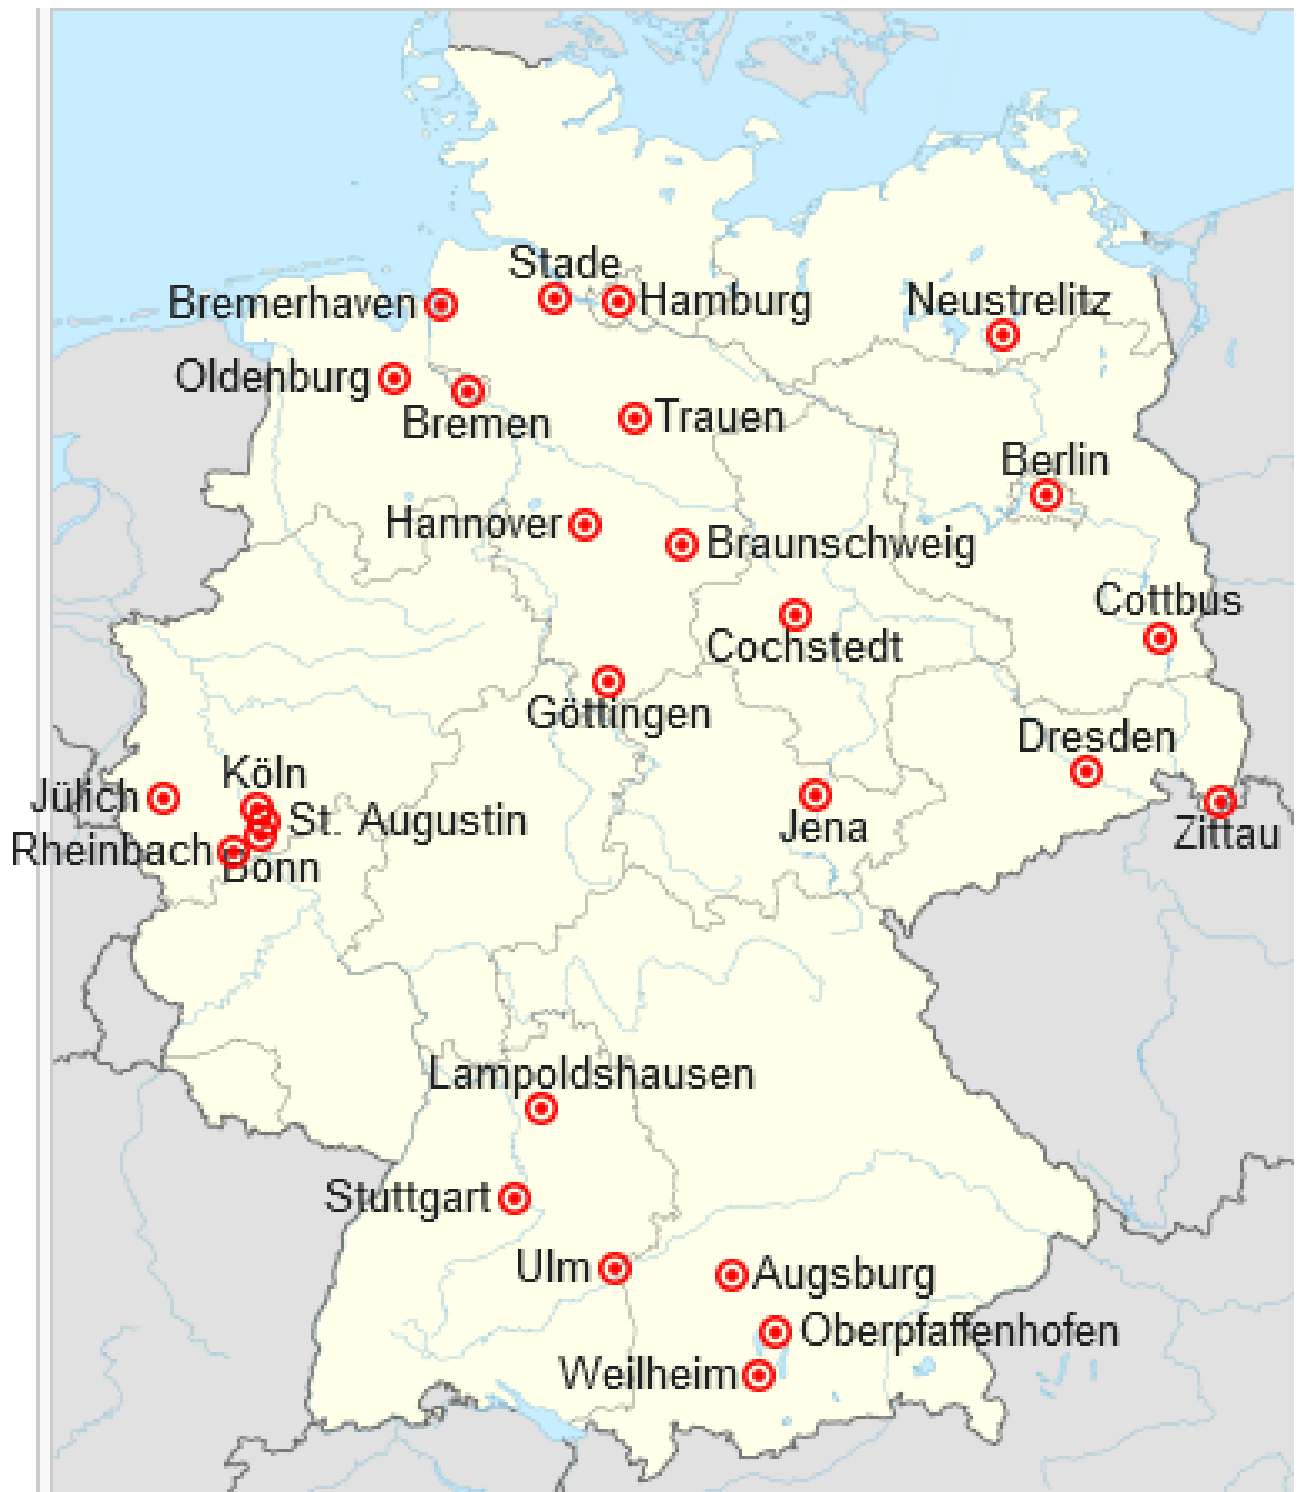 Stade
Bremerhaven
Hamburg
Neustrelitz
Oldenburg
Bremen
Trauen
Berlin
Hannover
Braunschweig
Cottbus
Cochstedt
Göttingen
Dresden
Köln
Jülich
St. Augustin
Jena
Zittau
Rheinbach
Bonn
Lampoldshausen
Stuttgart
Ulm
Augsburg
Oberpfaffenhofen
Weilheim